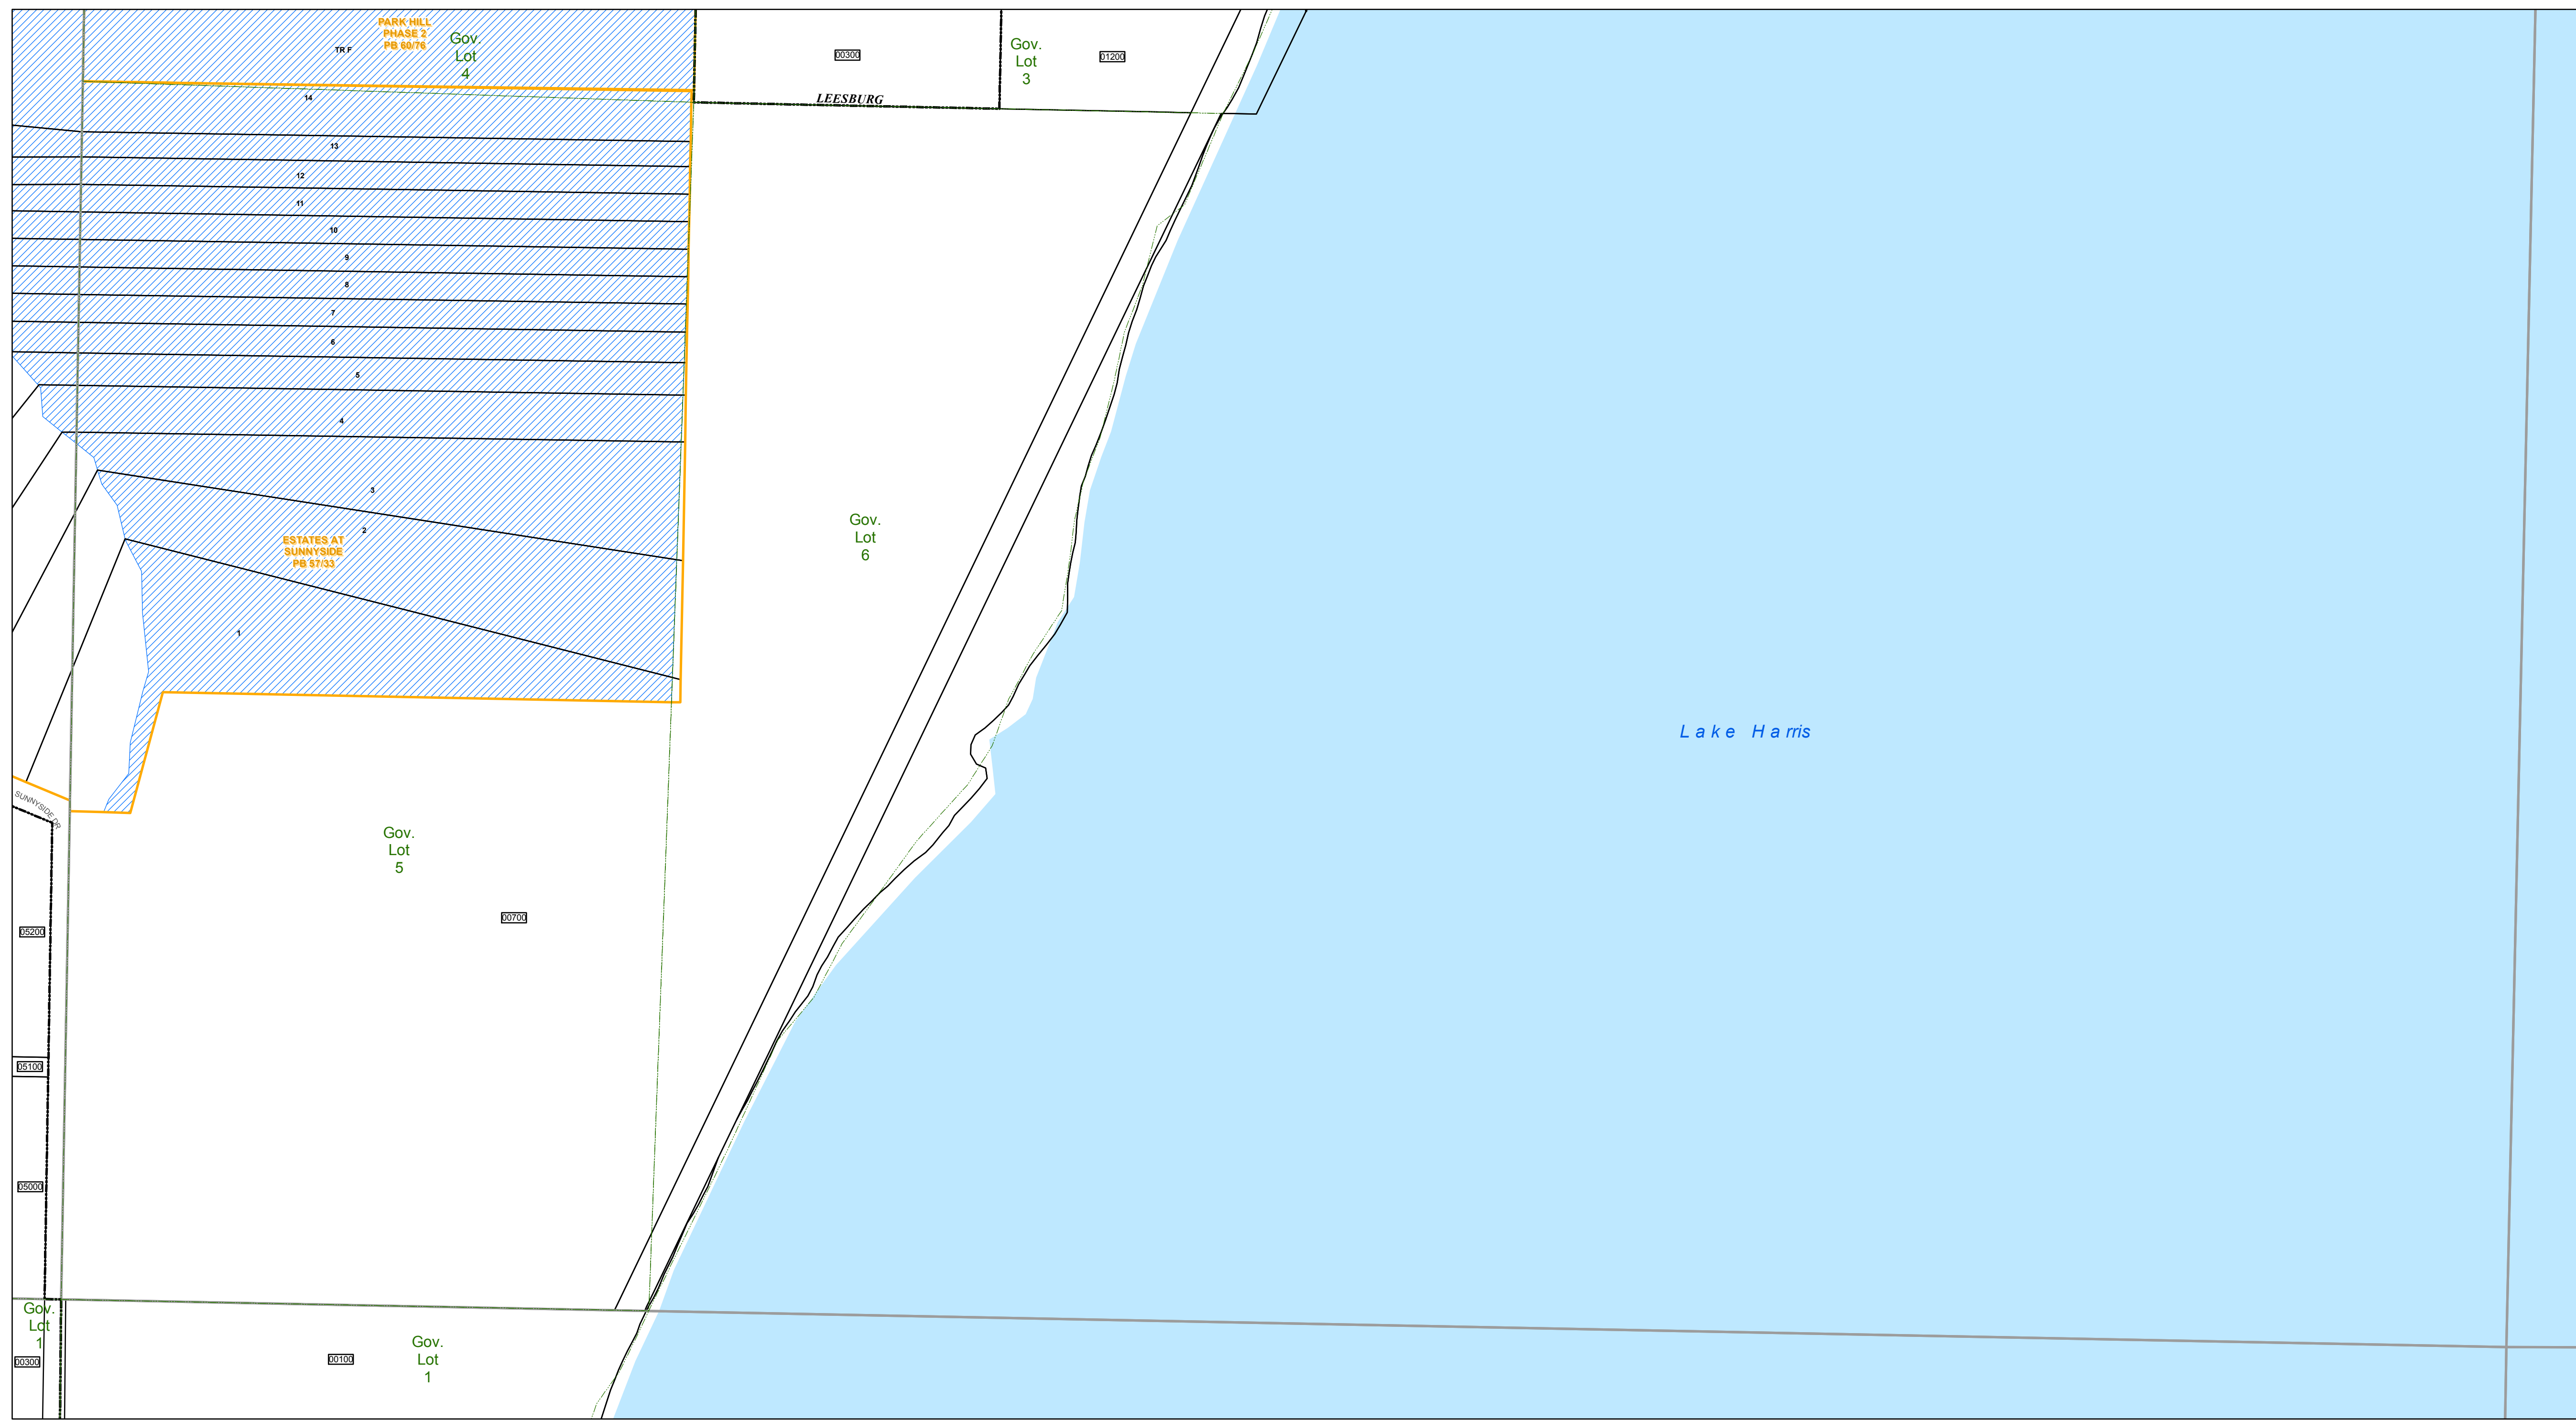 PARK HILL
PHASE 2
PB 60/76
TR F
Gov.
Lot
4
00300
Gov.
Lot
3
01200
LEESBURG
14
13
12
11
10
9
8
7
6
5
4
3
2
ESTATES AT
SUNNYSIDE
PB 57/33
1
Gov.
Lot
6
Lake Harris
SUNNYSIDE DR
Gov.
Lot
5
00700
05200
05100
05000
Gov.
Lot
1
00300
00100
Gov.
Lot
1